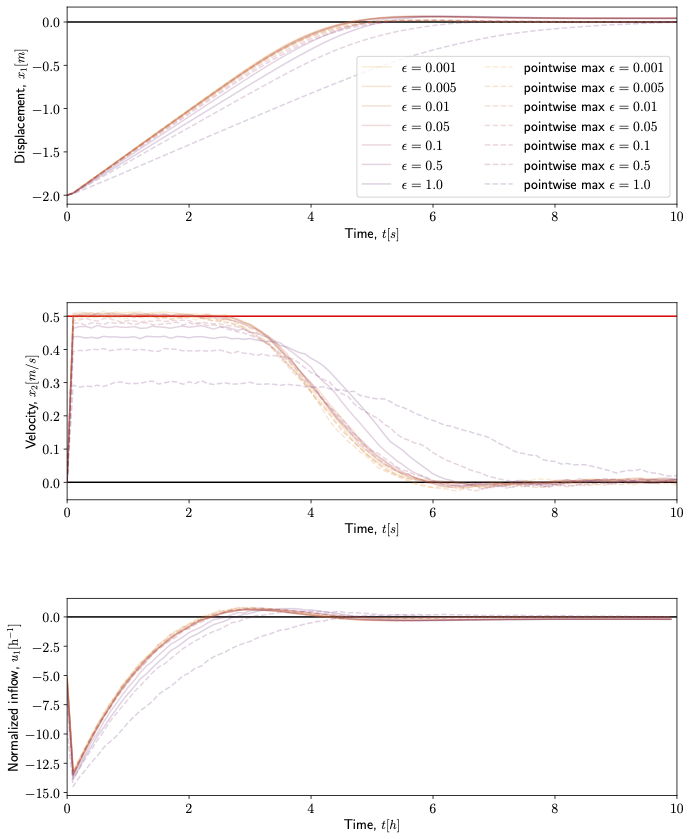 0.0
−0.5
−1.0
−1.5
−2.0
Displacement, x₁[m]
ϵ = 0.001 pointwise max ϵ = 0.001
ϵ = 0.005 pointwise max ϵ = 0.005
ϵ = 0.01 pointwise max ϵ = 0.01
ϵ = 0.05 pointwise max ϵ = 0.05
ϵ = 0.1 pointwise max ϵ = 0.1
ϵ = 0.5 pointwise max ϵ = 0.5
ϵ = 1.0 pointwise max ϵ = 1.0
0 2 4 6 8 10
Time, t[s]
0.5
0.4
0.3
0.2
0.1
0.0
Velocity, x₂[m/s]
0 2 4 6 8 10
Time, t[s]
0.0
−2.5
−5.0
−7.5
−10.0
−12.5
−15.0
Normalized inflow, u₁[h⁻¹]
0 2 4 6 8 10
Time, t[h]